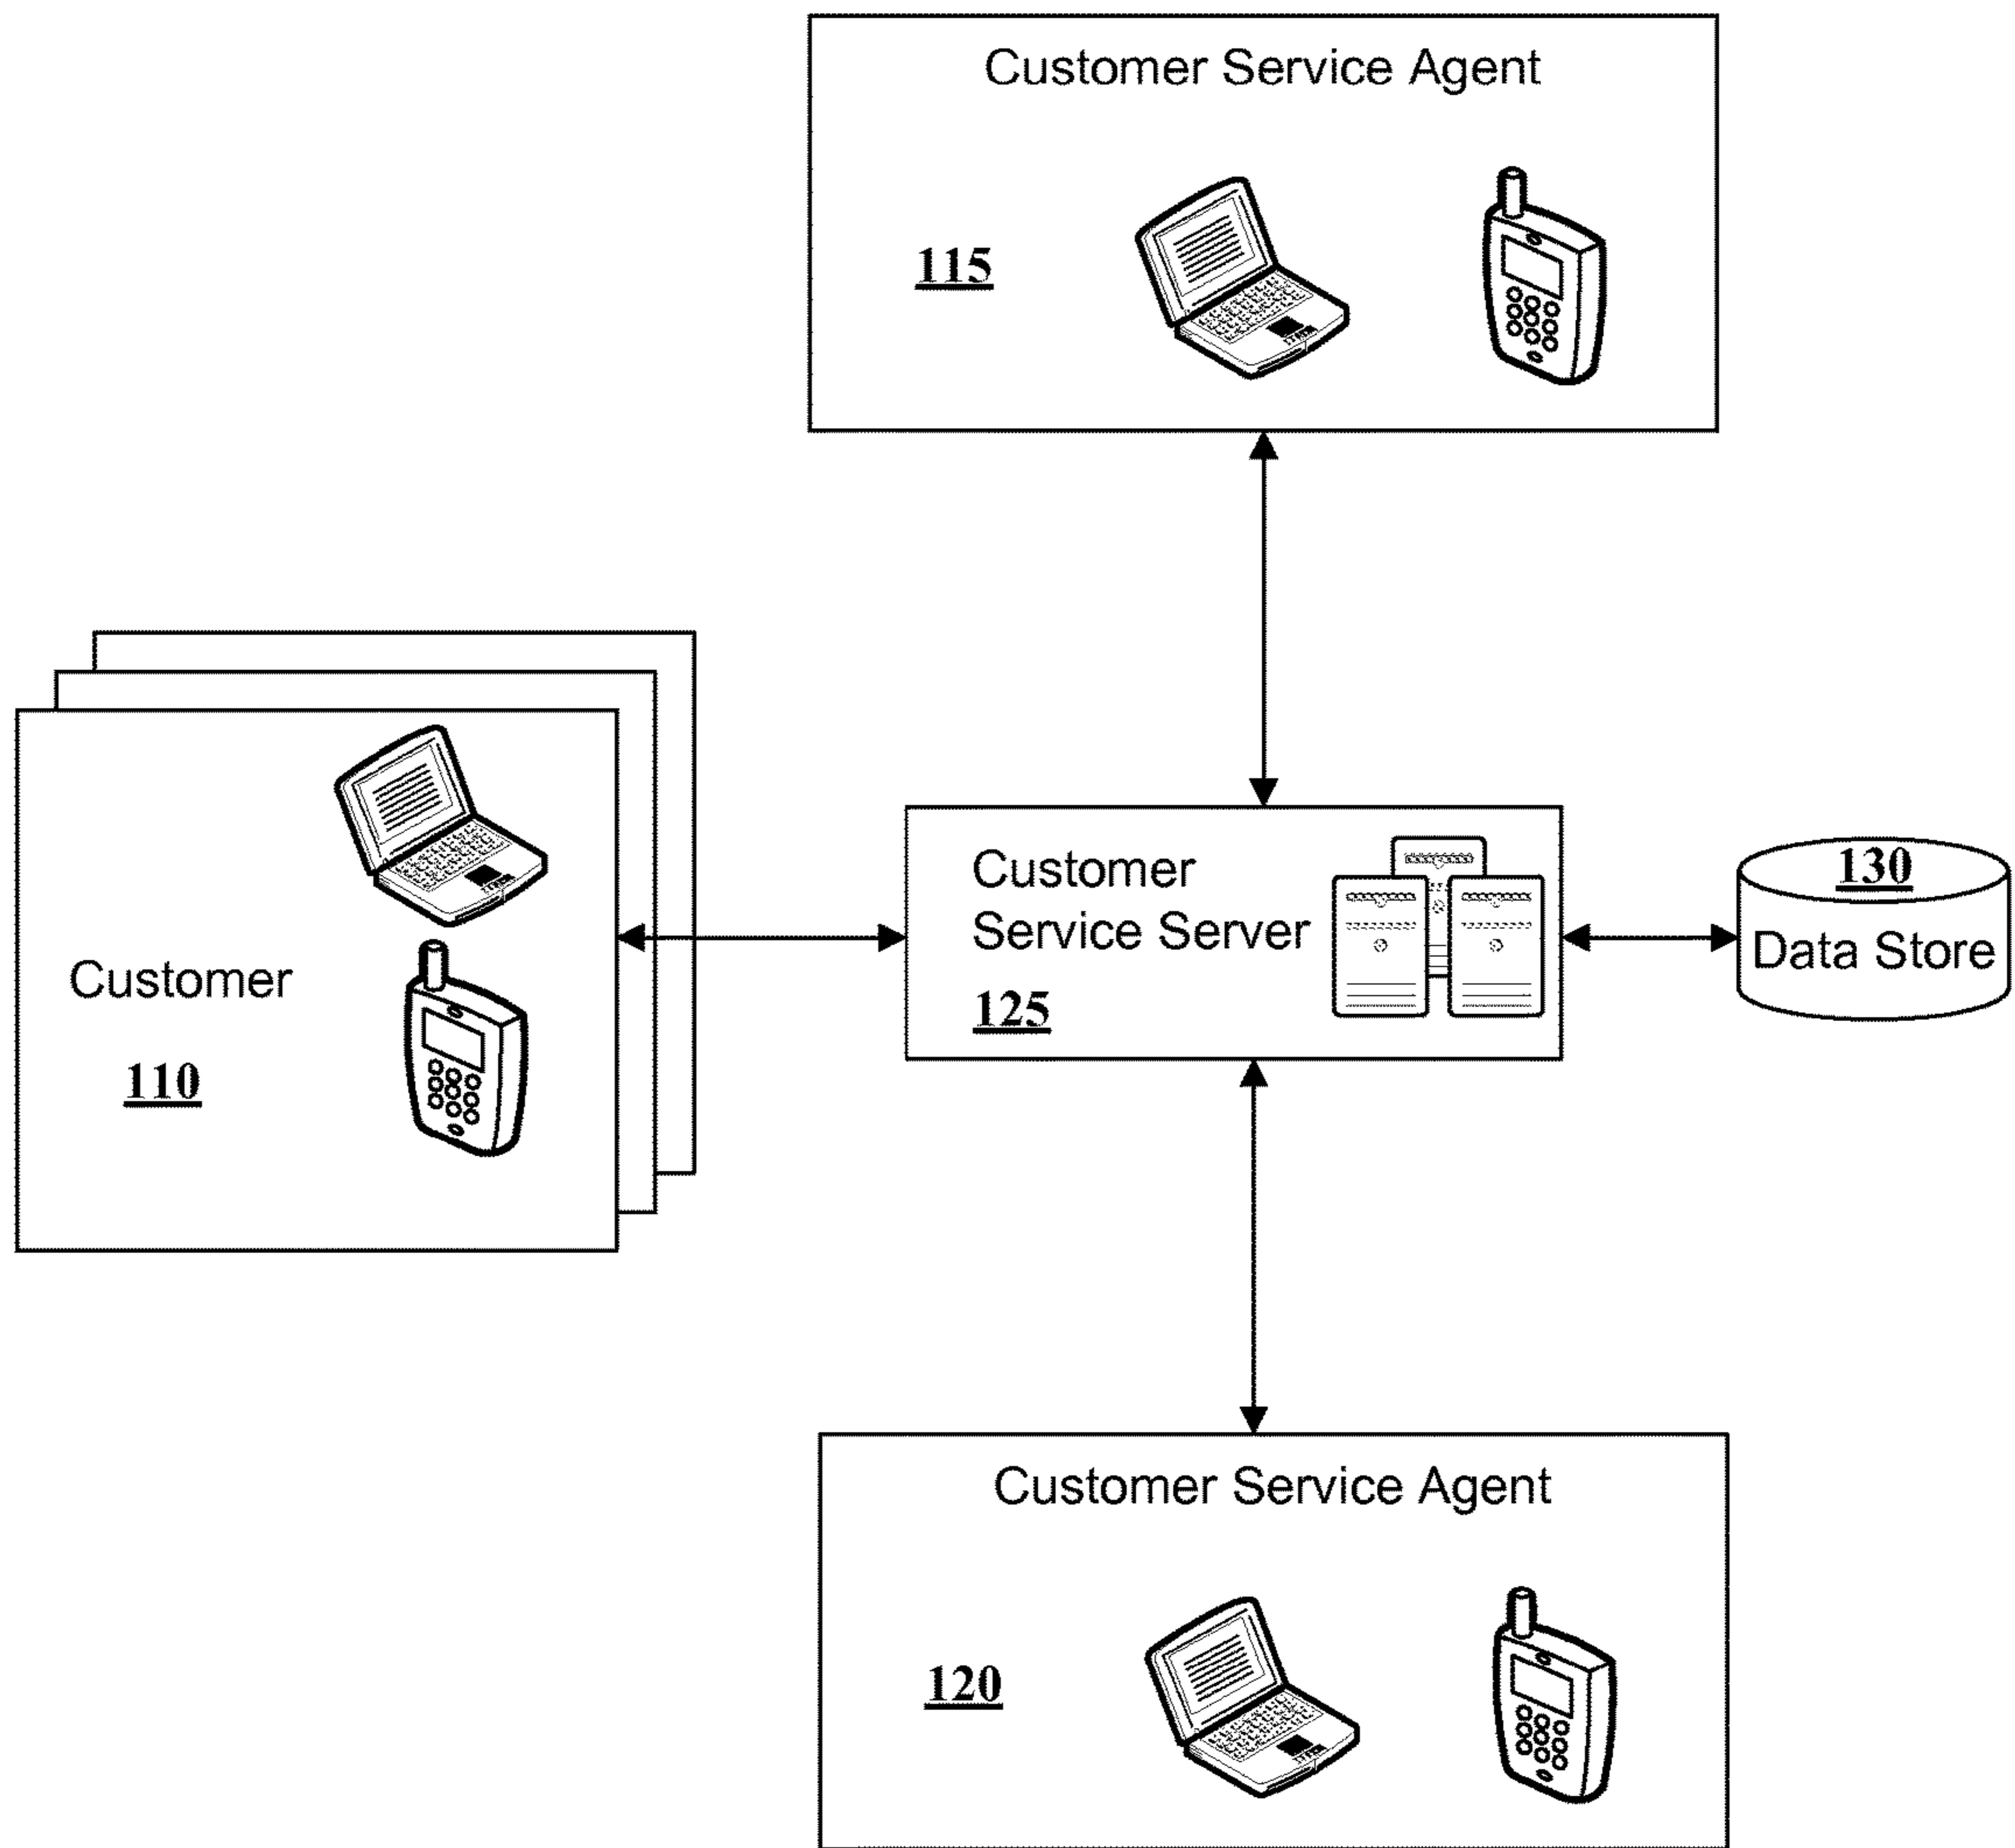 Customer Service Agent
115
Customer
110
Customer
Service Server
125
130
Data Store
Customer Service Agent
120